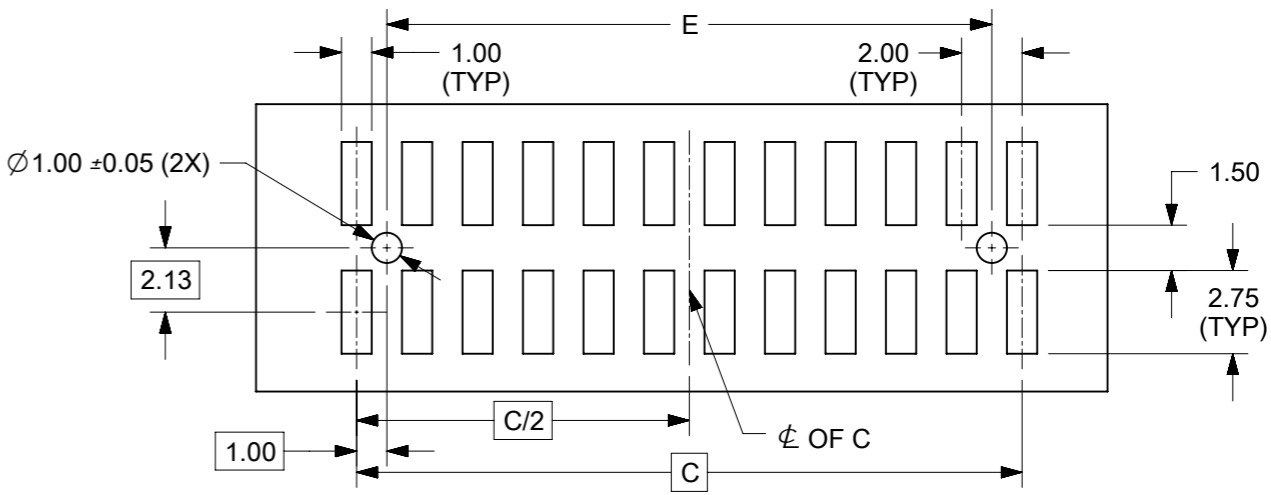 E
1.00
(TYP)
2.00
(TYP)
∅1.00 ±0.05 (2X)
1.50
2.13
2.75
(TYP)
C/2
℄ OF C
1.00
C